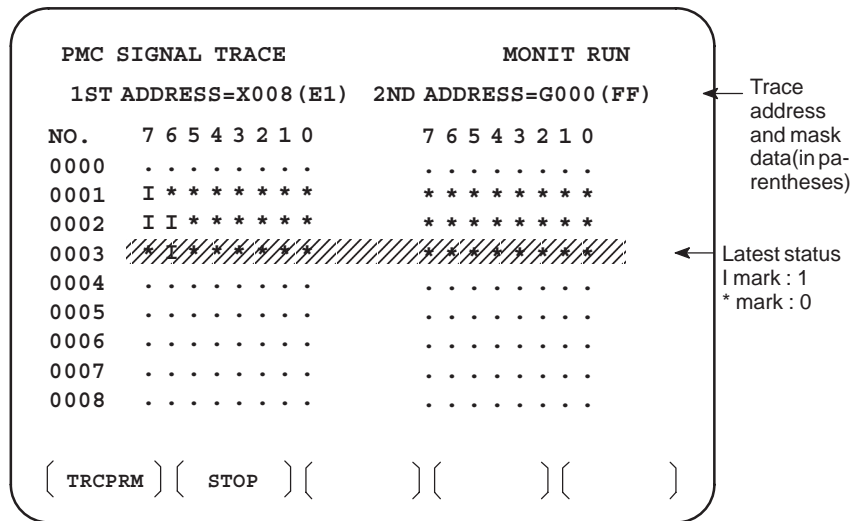 PMC SIGNAL TRACE MONIT RUN
1ST ADDRESS=X008(E1) 2ND ADDRESS=G000(FF)
NO. 7 6 5 4 3 2 1 0 7 6 5 4 3 2 1 0
0000 . . . . . . . . . . . . . . . .
0001 I * * * * * * * * * * * * * * *
0002 I I * * * * * * * * * * * * * *
0003 * I * * * * * * * * * * * * * *
0004 . . . . . . . . . . . . . . . .
0005 . . . . . . . . . . . . . . . .
0006 . . . . . . . . . . . . . . . .
0007 . . . . . . . . . . . . . . . .
0008 . . . . . . . . . . . . . . . .
[ TRCPRM ] [ STOP ] [ ] [ ] [ ]
Trace
address
and mask
data(in pa-
rentheses)
Latest status
I mark : 1
* mark : 0